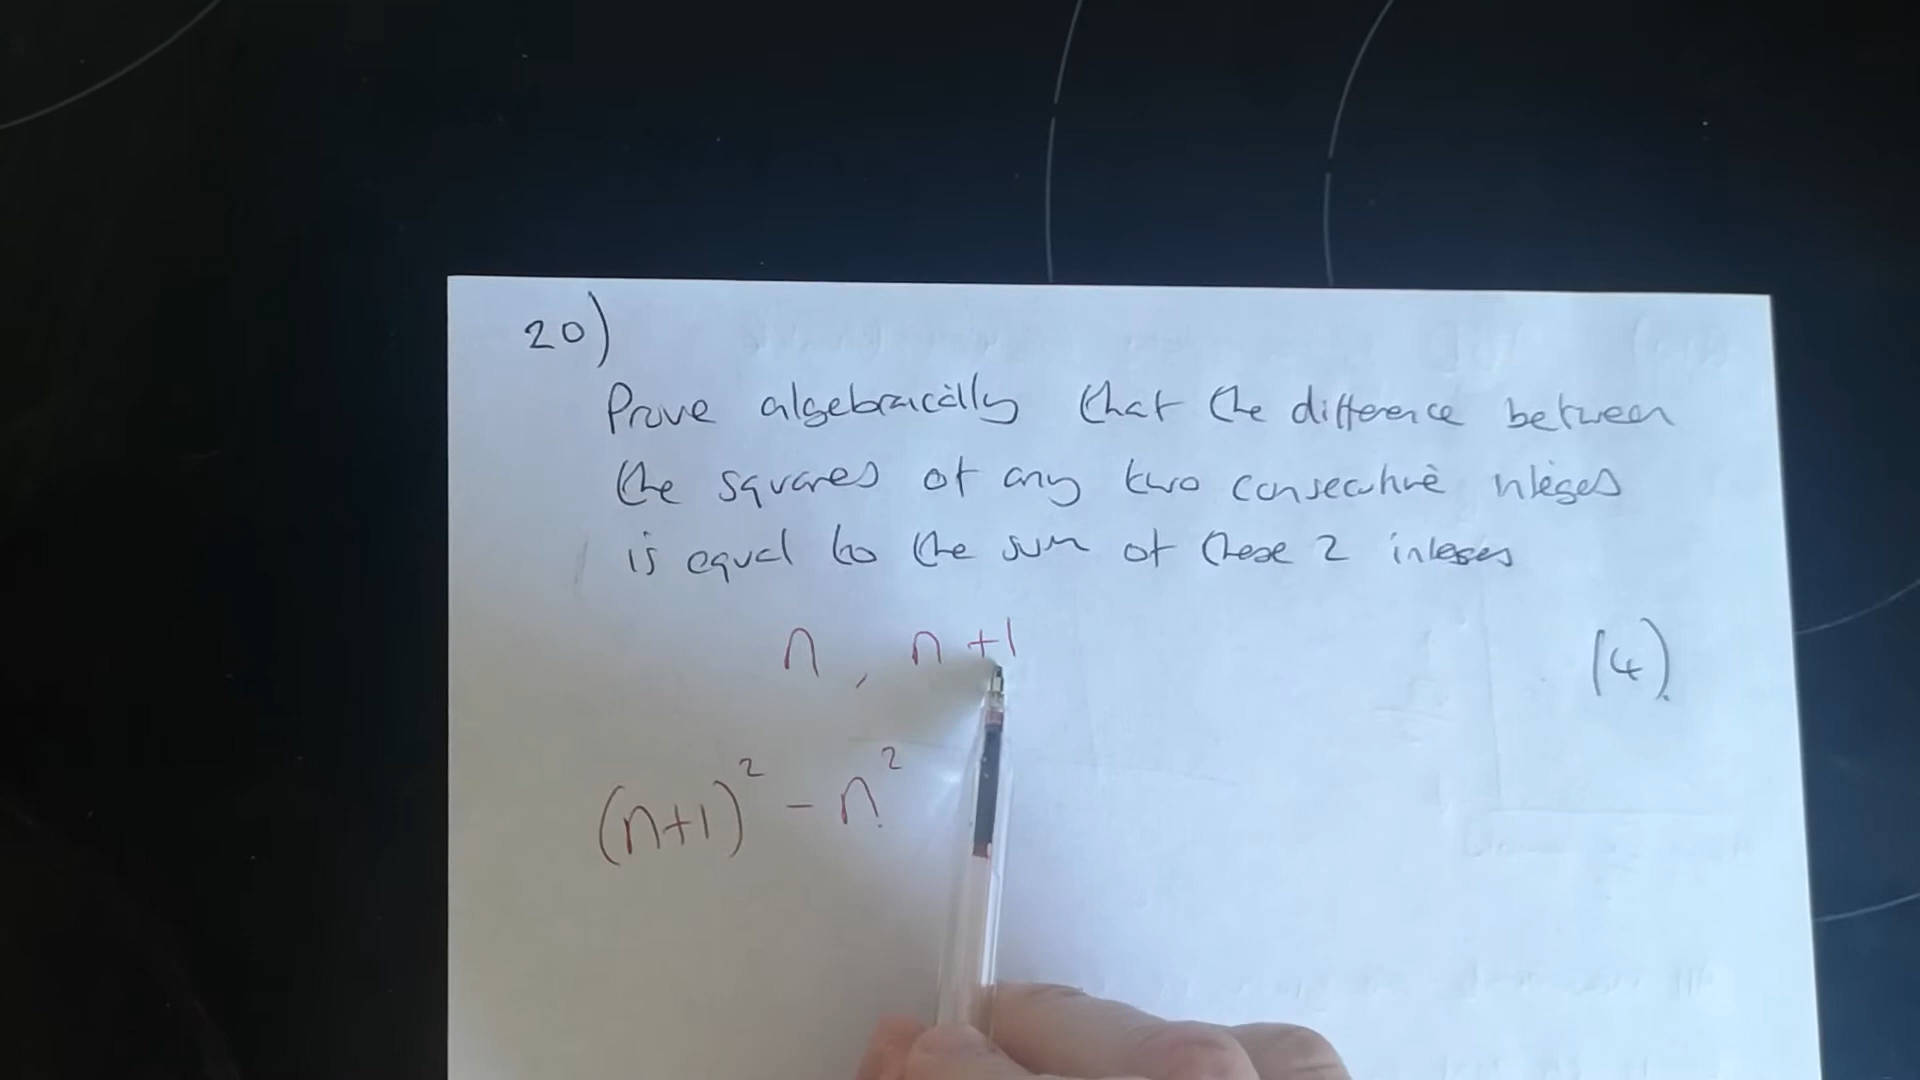 20)
Prove algebraically that the difference between
the squares of any two consecutive integers
is equal to the sum of these 2 integers
n, n+1
(4).
(n+1)² - n²